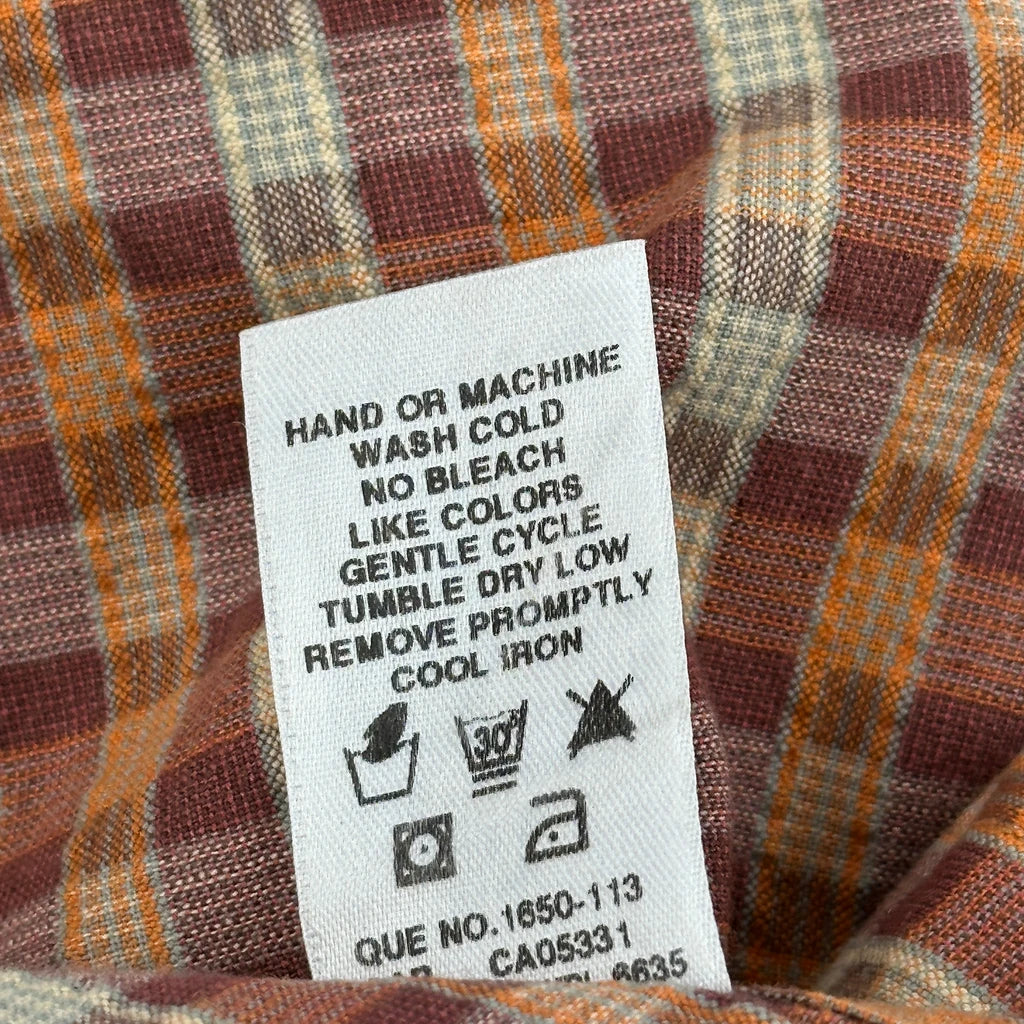 HAND OR MACHINE
WASH COLD
NO BLEACH
LIKE COLORS
GENTLE CYCLE
TUMBLE DRY LOW
REMOVE PROMPTLY
COOL IRON
30°
QUE NO.1650-113
CA05331
6635